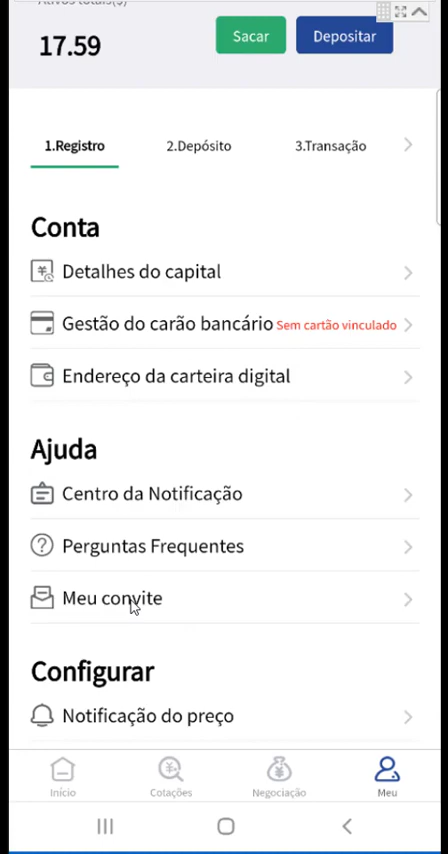 Ativos totais($)
17.59
Sacar
Depositar
1.Registro
2.Depósito
3.Transação
Conta
Detalhes do capital
Gestão do carão bancário Sem cartão vinculado
Endereço da carteira digital
Ajuda
Centro da Notificação
Perguntas Frequentes
Meu convite
Configurar
Notificação do preço
Início
Cotações
Negociação
Meu